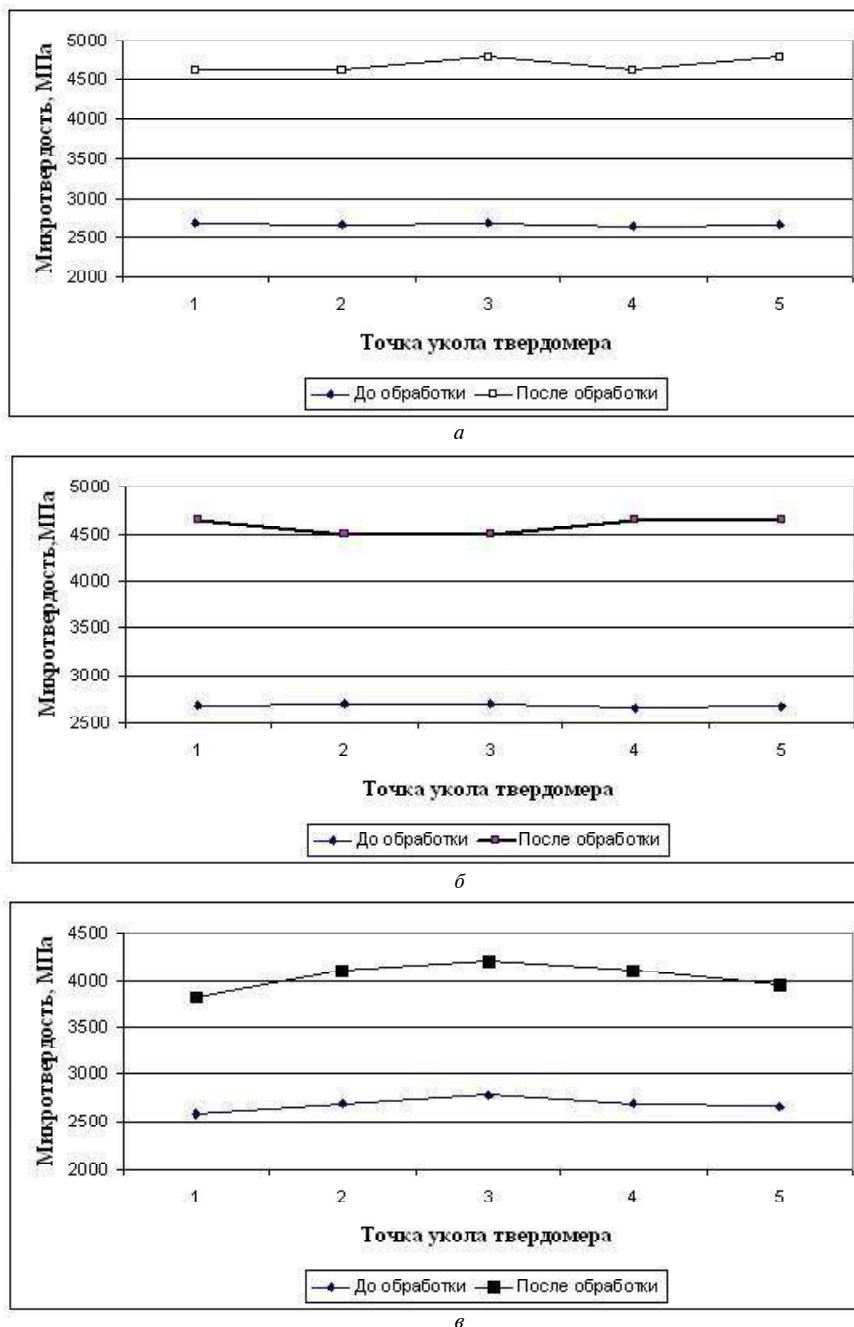 5000
4500
4000
3500
3000
2500
2000
Микротвердость, МПа
1 2 3 4 5
Точка укола твердомера
До обработки После обработки
а
5000
4500
4000
3500
3000
2500
Микротвердость,МПа
1 2 3 4 5
Точка укола твердомера
До обработки После обработки
б
4500
4000
3500
3000
2500
2000
Микротвердость, МПа
1 2 3 4 5
Точка укола твердомера
До обработки После обработки
в